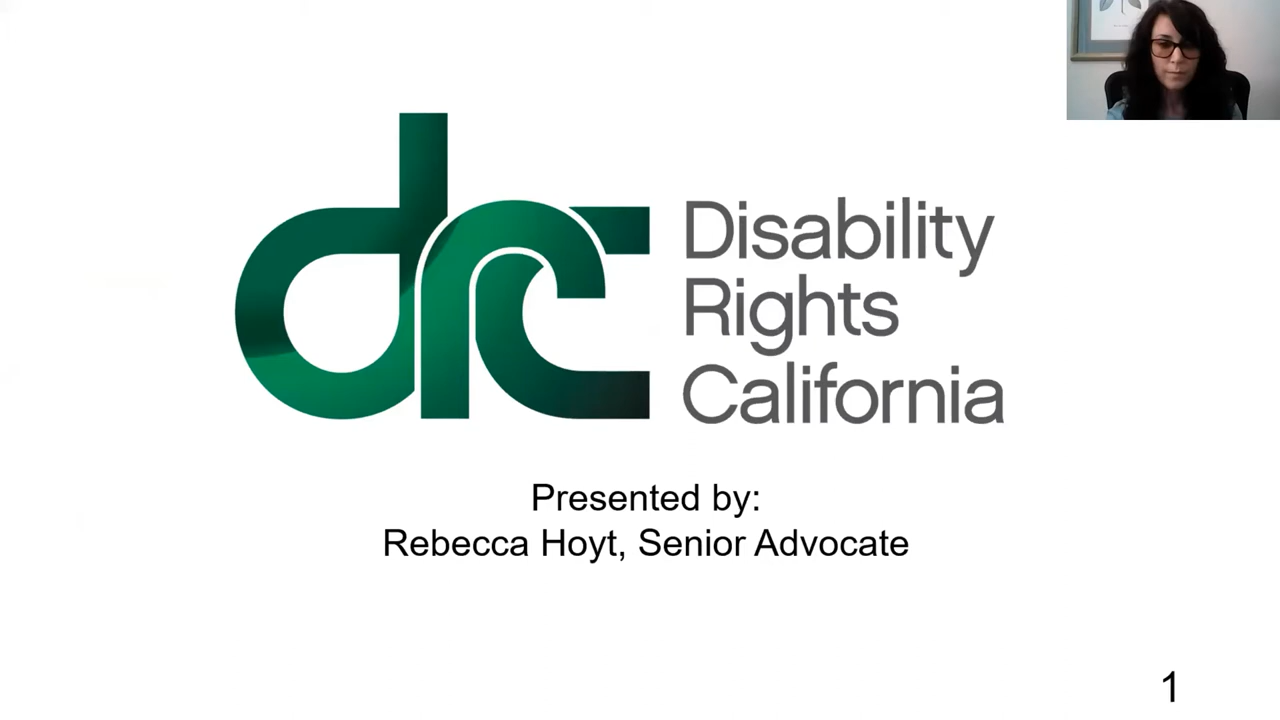 drc
Disability
Rights
California
Presented by:
Rebecca Hoyt, Senior Advocate
1